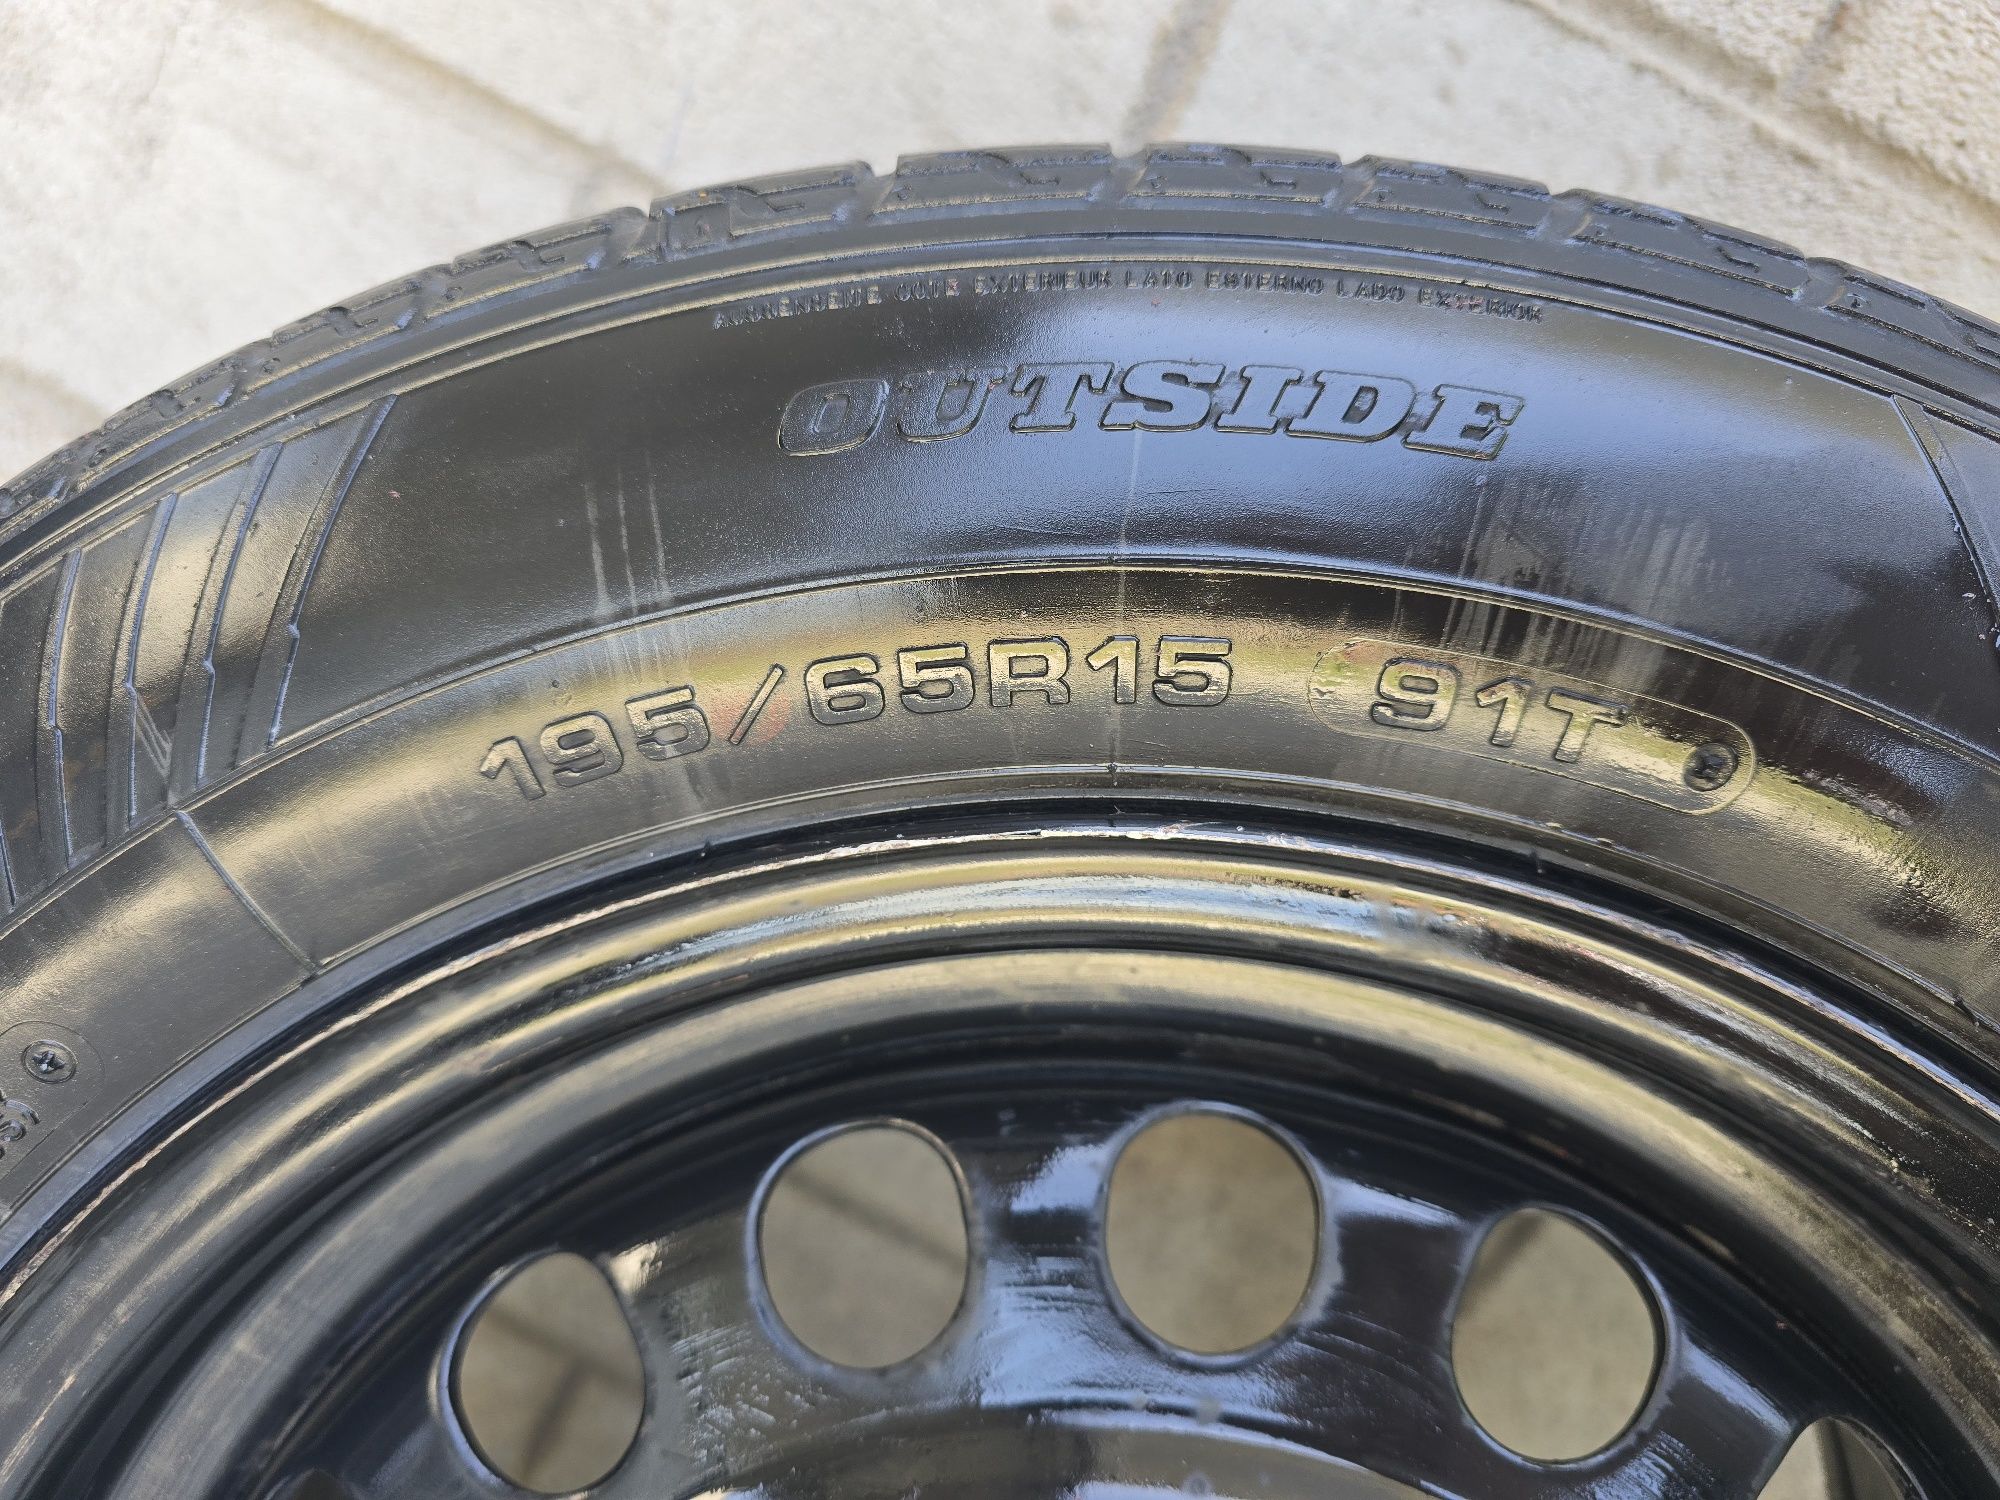 AUSSENSEITE COTE EXTERIEUR LATO ESTERNO LADO EXTERIOR
OUTSIDE
195/65R15 91T